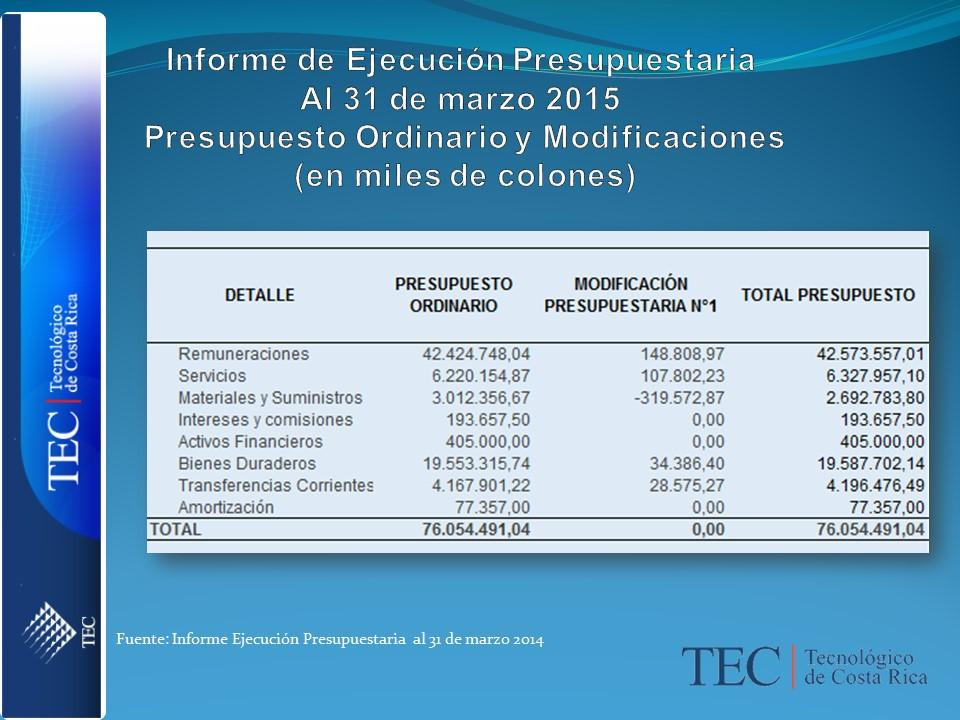 Informe de Ejecución Presupuestaria
Al 31 de marzo 2015
Presupuesto Ordinario y Modificaciones
(en miles de colones)
DETALLE PRESUPUESTO ORDINARIO MODIFICACIÓN PRESUPUESTARIA Nº1 TOTAL PRESUPUESTO
Remuneraciones 42.424.748,04 148.808,97 42.573.557,01
Servicios 6.220.154,87 107.802,23 6.327.957,10
Materiales y Suministros 3.012.356,67 -319.572,87 2.692.783,80
Intereses y comisiones 193.657,50 0,00 193.657,50
Activos Financieros 405.000,00 0,00 405.000,00
Bienes Duraderos 19.553.315,74 34.386,40 19.587.702,14
Transferencias Corrientes 4.167.901,22 28.575,27 4.196.476,49
Amortización 77.357,00 0,00 77.357,00
TOTAL 76.054.491,04 0,00 76.054.491,04
Fuente: Informe Ejecución Presupuestaria al 31 de marzo 2014
TEC Tecnológico
de Costa Rica
TEC Tecnológico
de Costa Rica
TEC